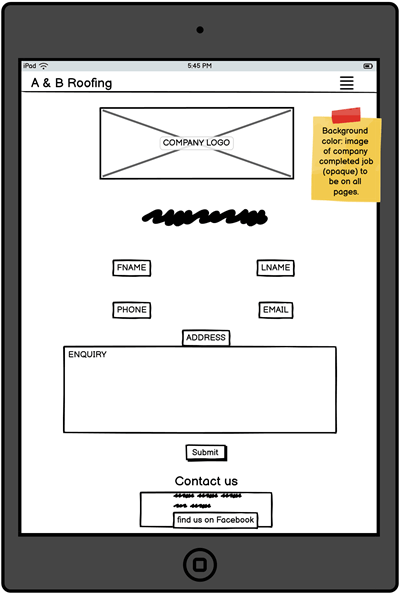 iPad
5:45 PM
A & B Roofing
COMPANY LOGO
Background
color: image
of company
completed job
(opaque) to
be on all
pages.
FNAME
LNAME
PHONE
EMAIL
ADDRESS
ENQUIRY
Submit
Contact us
find us on Facebook